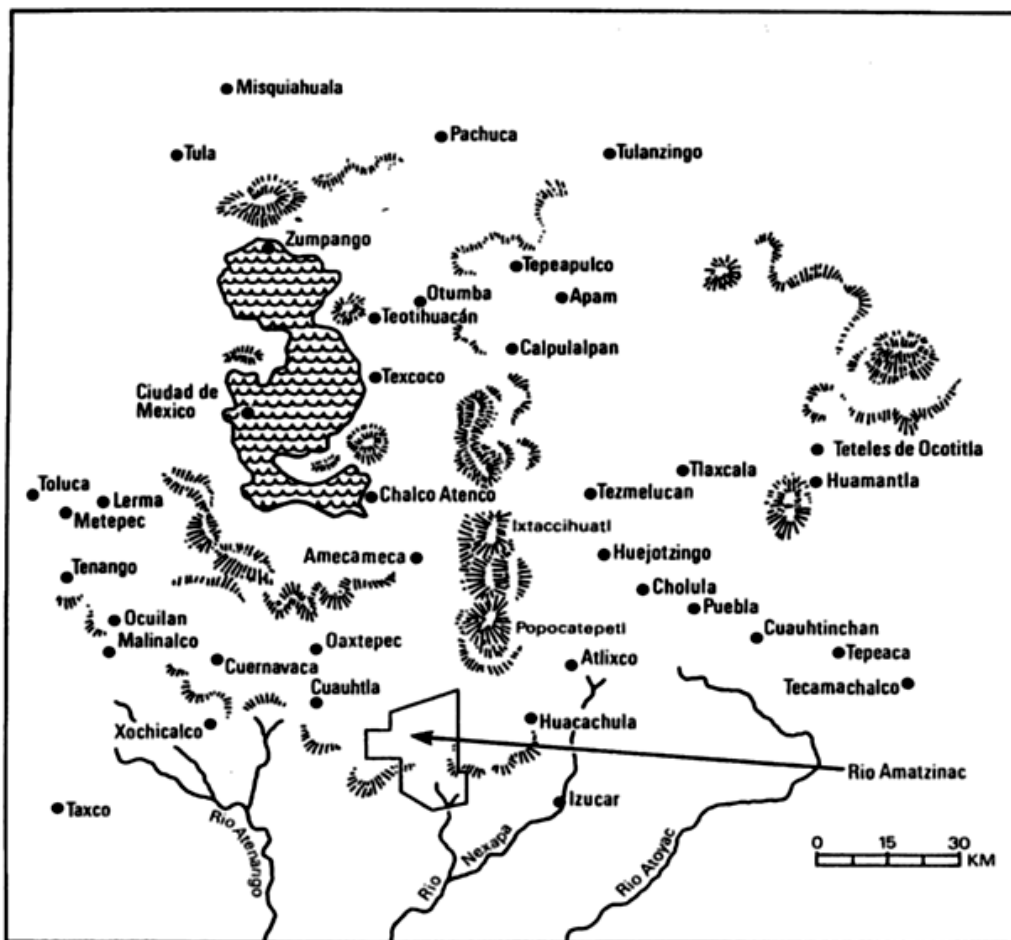 Misquiahuala
Pachuca
Tula
Tulanzingo
Zumpango
Tepeapulco
Otumba
Apam
Teotihuacán
Calpulalpan
Texcoco
Ciudad de
Mexico
Teteles de Ocotitla
Tlaxcala
Huamantla
Toluca
Lerma
Chalco Atenco
Tezmelucan
Metepec
Ixtaccihuatl
Amecameca
Huejotzingo
Tenango
Cholula
Puebla
Ocuilan
Cuauhtinchan
Malinalco
Oaxtepec
Popocatepetl
Tepeaca
Cuernavaca
Atlixco
Cuauhtla
Tecamachalco
Xochicalco
Huacachula
Rio Amatzinac
Taxco
Izucar
Rio Atenango
Rio Nexapa
Rio Atoyac
0 15 30
KM